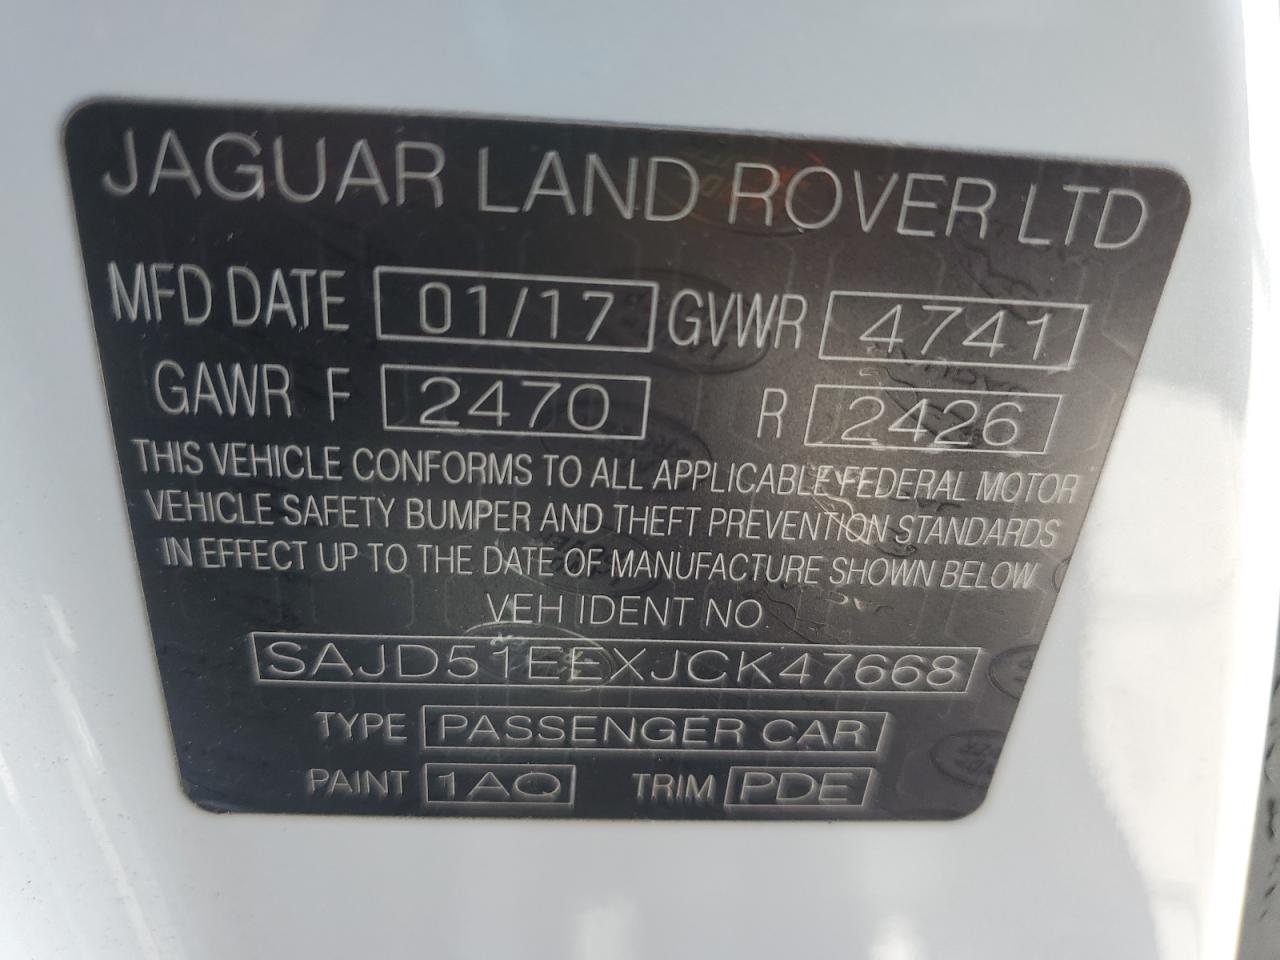 JAGUAR LAND ROVER LTD
MFD DATE 01/17 GVWR 4741
GAWR F 2470 R 2426
THIS VEHICLE CONFORMS TO ALL APPLICABLE FEDERAL MOTOR
VEHICLE SAFETY BUMPER AND THEFT PREVENTION STANDARDS
IN EFFECT UP TO THE DATE OF MANUFACTURE SHOWN BELOW
VEH IDENT NO.
SAJD51EEXJCK47668
TYPE PASSENGER CAR
PAINT 1AQ TRIM PDE